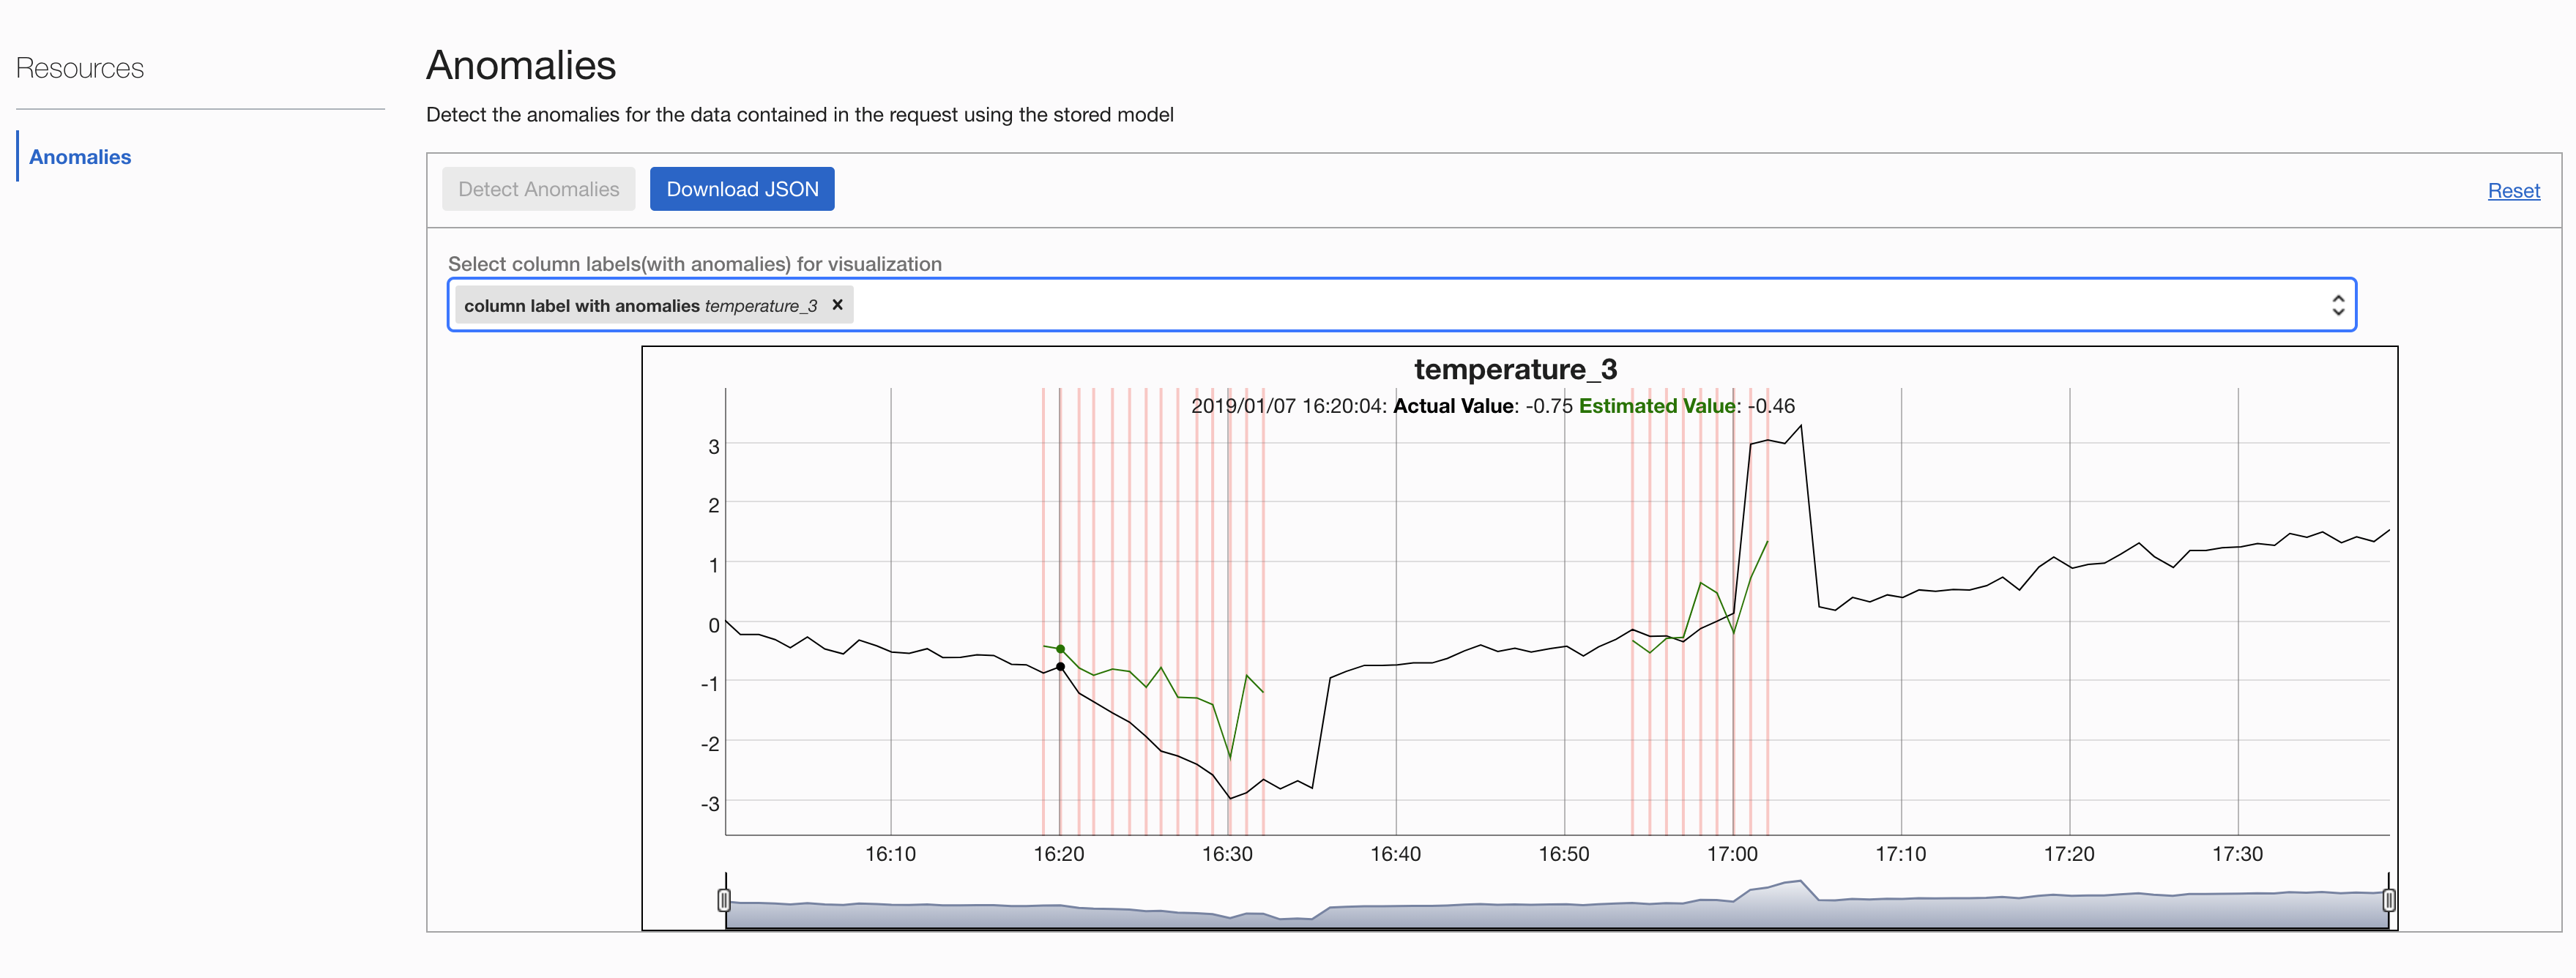 Resources
Anomalies
Anomalies
Detect the anomalies for the data contained in the request using the stored model
Detect Anomalies
Download JSON
Reset
Select column labels(with anomalies) for visualization
column label with anomalies temperature_3 ×
temperature_3
2019/01/07 16:20:04: Actual Value: -0.75 Estimated Value: -0.46
3
2
1
0
-1
-2
-3
16:10 16:20 16:30 16:40 16:50 17:00 17:10 17:20 17:30